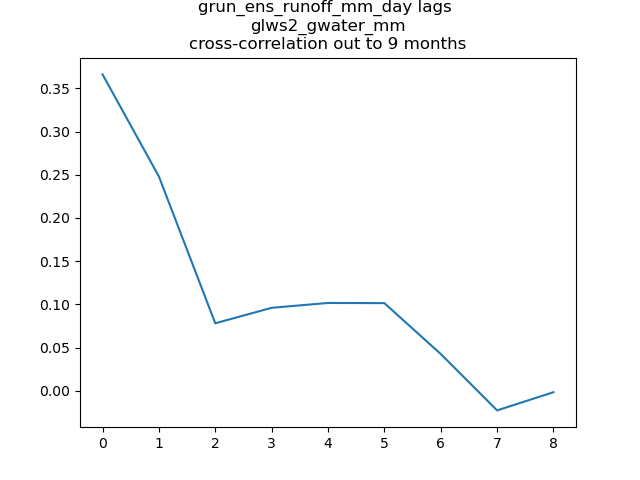 grun_ens_runoff_mm_day lags
glws2_gwater_mm
cross-correlation out to 9 months
0.35
0.30
0.25
0.20
0.15
0.10
0.05
0.00
0 1 2 3 4 5 6 7 8